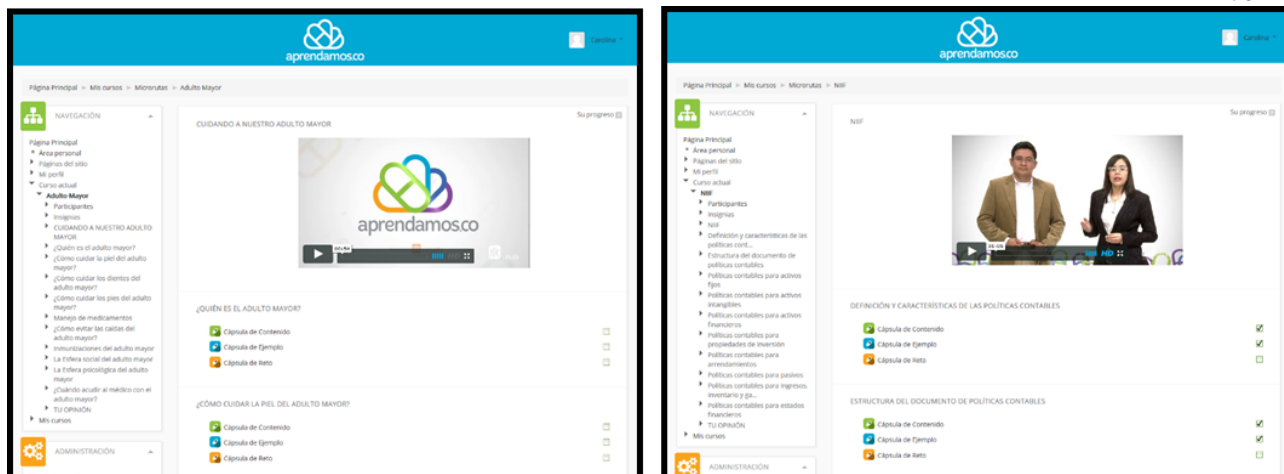 aprendamos.co
Carolina
Página Principal ► Mis cursos ► Microrutas ► Adulto Mayor
NAVEGACIÓN
Página Principal
Área personal
Páginas del sitio
Mi perfil
Curso actual
Adulto Mayor
Participantes
Insignias
CUIDANDO A NUESTRO ADULTO
MAYOR
¿Quién es el adulto mayor?
¿Cómo cuidar la piel del adulto
mayor?
¿Cómo cuidar los dientes del
adulto mayor?
¿Cómo cuidar los pies del adulto
mayor?
Manejo de medicamentos
¿Cómo evitar las caídas del
adulto mayor?
Inmunizaciones del adulto mayor
La Esfera social del adulto mayor
La Esfera psicológica del adulto
mayor
¿Cuándo acudir al médico con el
adulto mayor?
TU OPINIÓN
Mis cursos
ADMINISTRACIÓN
Su progreso
CUIDANDO A NUESTRO ADULTO MAYOR
aprendamos.co
HD
¿QUIÉN ES EL ADULTO MAYOR?
Cápsula de Contenido
Cápsula de Ejemplo
Cápsula de Reto
¿CÓMO CUIDAR LA PIEL DEL ADULTO MAYOR?
Cápsula de Contenido
Cápsula de Ejemplo
Cápsula de Reto
aprendamos.co
Carolina
Página Principal ► Mis cursos ► Microrutas ► NIIF
NAVEGACIÓN
Página Principal
Área personal
Páginas del sitio
Mi perfil
Curso actual
NIIF
Participantes
Insignias
NIIF
Definición y características de las
políticas cont...
Estructura del documento de
políticas contables
Políticas contables para activos
fijos
Políticas contables para activos
intangibles
Políticas contables para activos
financieros
Políticas contables para
propiedades de inversión
Políticas contables para
arrendamientos
Políticas contables para pasivos
Políticas contables para ingresos,
inventario y ga...
Políticas contables para estados
financieros
TU OPINIÓN
Mis cursos
ADMINISTRACIÓN
Su progreso
NIIF
HD
DEFINICIÓN Y CARACTERÍSTICAS DE LAS POLÍTICAS CONTABLES
Cápsula de Contenido
Cápsula de Ejemplo
Cápsula de Reto
ESTRUCTURA DEL DOCUMENTO DE POLÍTICAS CONTABLES
Cápsula de Contenido
Cápsula de Ejemplo
Cápsula de Reto